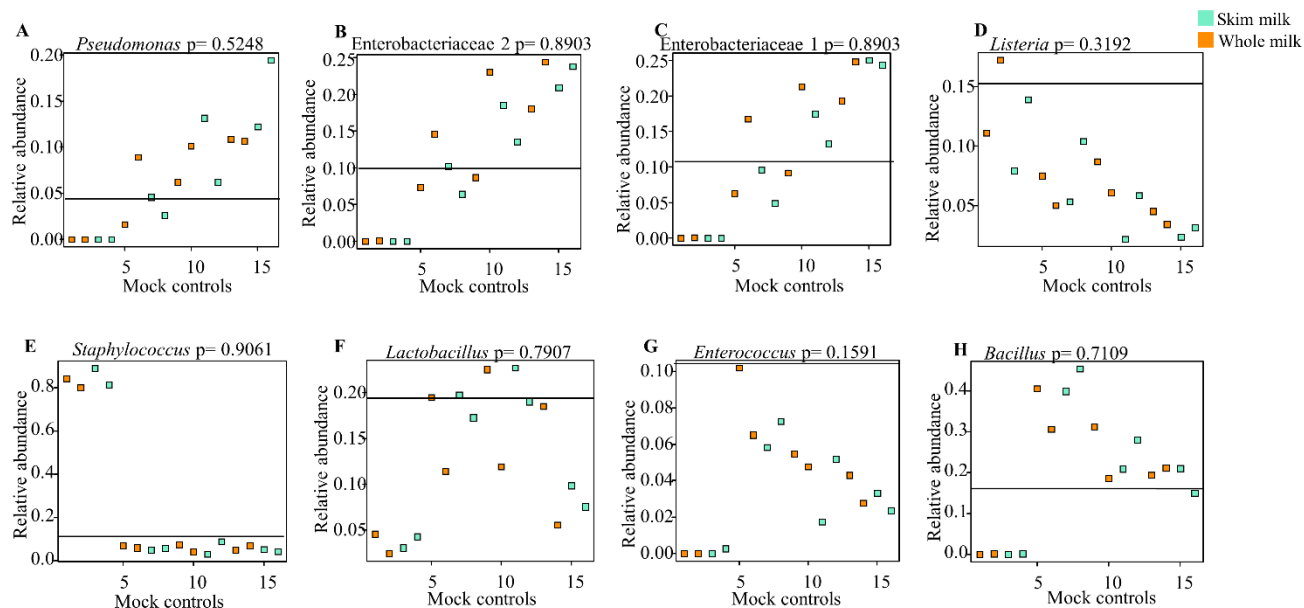 Skim milk
Whole milk
A
Pseudomonas p= 0.5248
0.20
0.15
0.10
0.05
0.00
Relative abundance
5 10 15
Mock controls
B
Enterobacteriaceae 2 p= 0.8903
0.25
0.20
0.15
0.10
0.05
0.00
Relative abundance
5 10 15
Mock controls
C
Enterobacteriaceae 1 p= 0.8903
0.25
0.20
0.15
0.10
0.05
0.00
Relative abundance
5 10 15
Mock controls
D
Listeria p= 0.3192
0.15
0.10
0.05
Relative abundance
5 10 15
Mock controls
E
Staphylococcus p= 0.9061
0.8
0.6
0.4
0.2
0.0
Relative abundance
5 10 15
Mock controls
F
Lactobacillus p= 0.7907
0.20
0.15
0.10
0.05
Relative abundance
5 10 15
Mock controls
G
Enterococcus p= 0.1591
0.10
0.08
0.06
0.04
0.02
0.00
Relative abundance
5 10 15
Mock controls
H
Bacillus p= 0.7109
0.4
0.3
0.2
0.1
0.0
Relative abundance
5 10 15
Mock controls